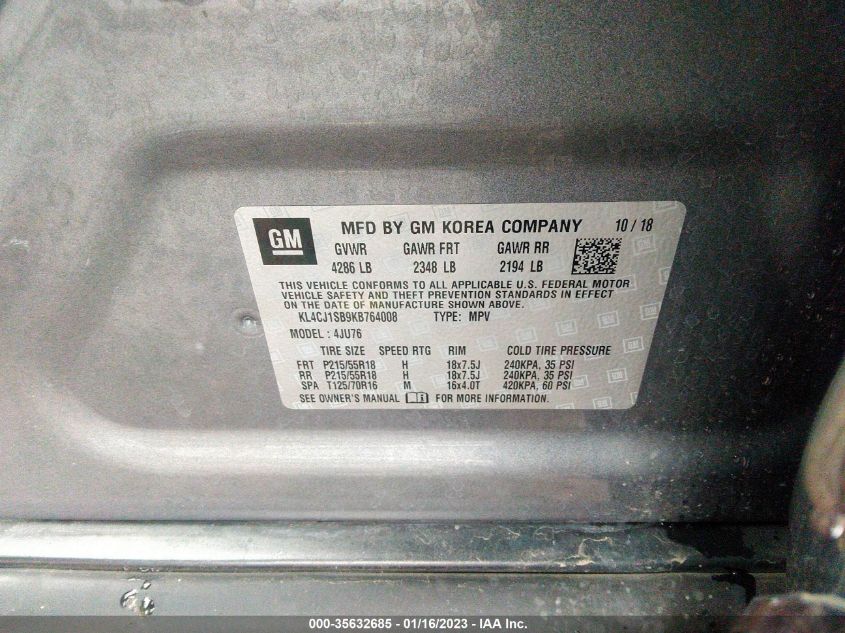 GM
MFD BY GM KOREA COMPANY 10 / 18
GVWR GAWR FRT GAWR RR
4286 LB 2348 LB 2194 LB
THIS VEHICLE CONFORMS TO ALL APPLICABLE U.S. FEDERAL MOTOR
VEHICLE SAFETY AND THEFT PREVENTION STANDARDS IN EFFECT
ON THE DATE OF MANUFACTURE SHOWN ABOVE.
KL4CJ1SB9KB764008 TYPE: MPV
MODEL : 4JU76
TIRE SIZE SPEED RTG RIM COLD TIRE PRESSURE
FRT P215/55R18 H 18x7.5J 240KPA, 35 PSI
RR P215/55R18 H 18x7.5J 240KPA, 35 PSI
SPA T125/70R16 M 16x4.0T 420KPA, 60 PSI
SEE OWNER'S MANUAL FOR MORE INFORMATION.
000-35632685 - 01/16/2023 - IAA Inc.